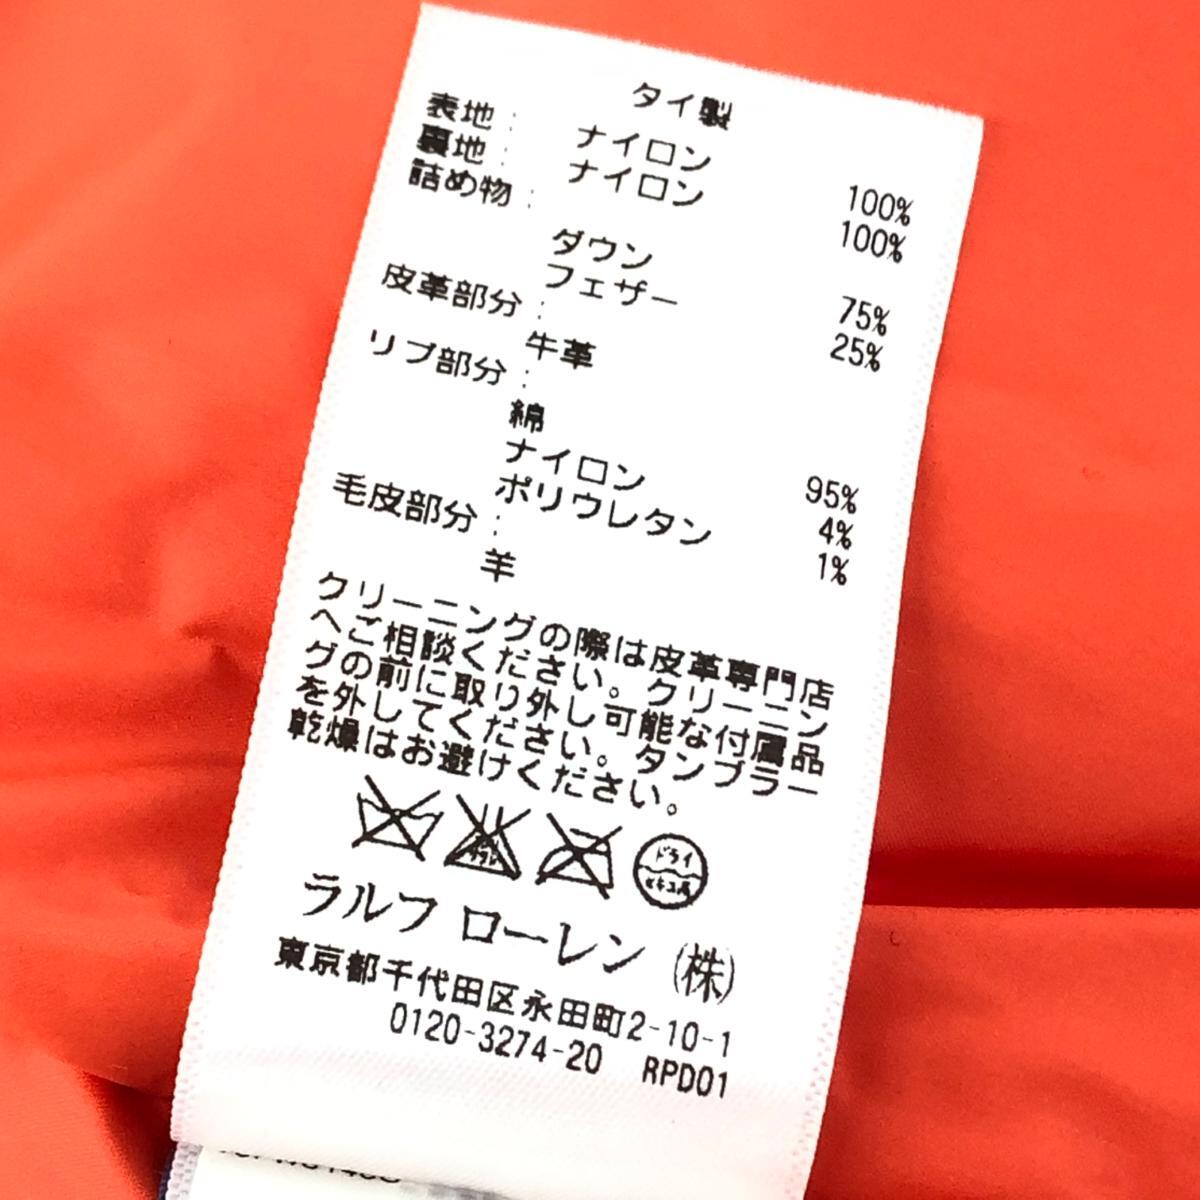 タイ製
表地: ナイロン 100%
裏地: ナイロン 100%
詰め物:
ダウン 75%
フェザー 25%
皮革部分:
牛革
リブ部分:
綿 95%
ナイロン 4%
ポリウレタン 1%
毛皮部分:
羊
クリーニングの際は皮革専門店
へご相談ください。クリーニン
グの前に取り外し可能な付属品
を外してください。タンブラー
乾燥はお避けください。
ドライ
セキユ系
ラルフ ローレン (株)
東京都千代田区永田町2-10-1
0120-3274-20 RPD01